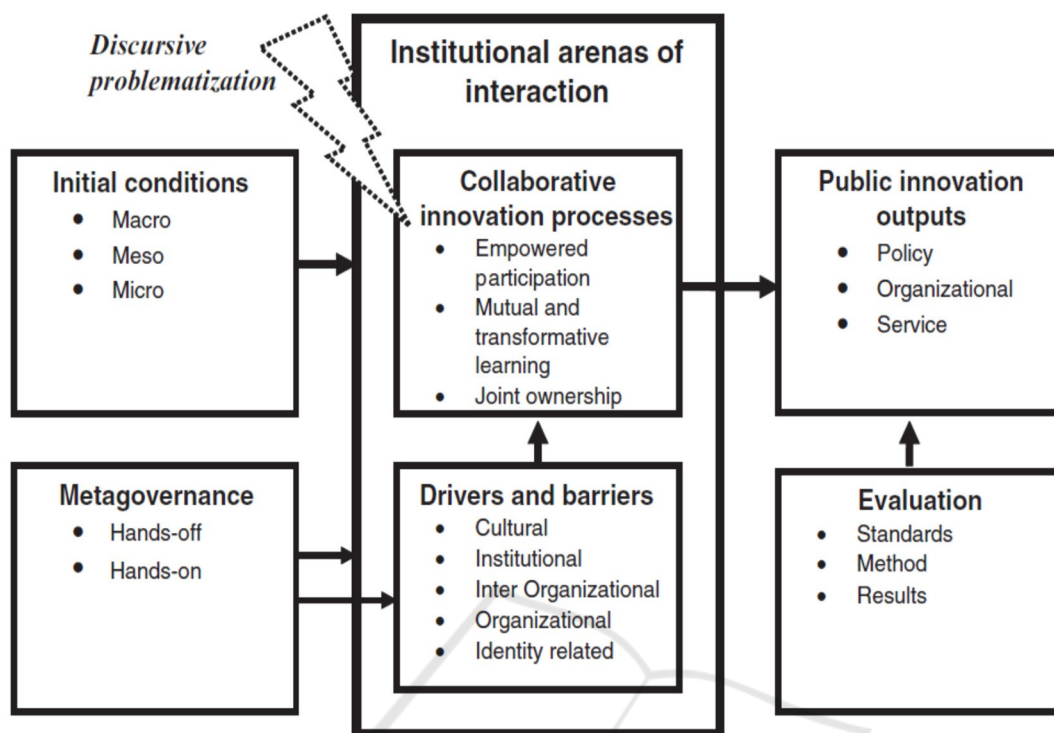 Discursive
problematization
Institutional arenas of
interaction
Initial conditions
Macro
Meso
Micro
Collaborative
innovation processes
Empowered
participation
Mutual and
transformative
learning
Joint ownership
Public innovation
outputs
Policy
Organizational
Service
Metagovernance
Hands-off
Hands-on
Drivers and barriers
Cultural
Institutional
Inter Organizational
Organizational
Identity related
Evaluation
Standards
Method
Results